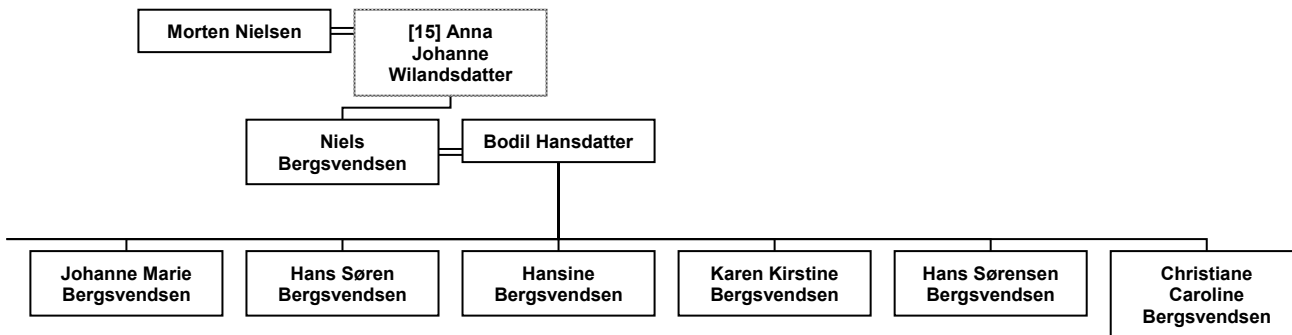 Morten Nielsen
[15] Anna
Johanne
Wilandsdatter
Niels
Bergsvendsen
Bodil Hansdatter
Johanne Marie
Bergsvendsen
Hans Søren
Bergsvendsen
Hansine
Bergsvendsen
Karen Kirstine
Bergsvendsen
Hans Sørensen
Bergsvendsen
Christiane
Caroline
Bergsvendsen